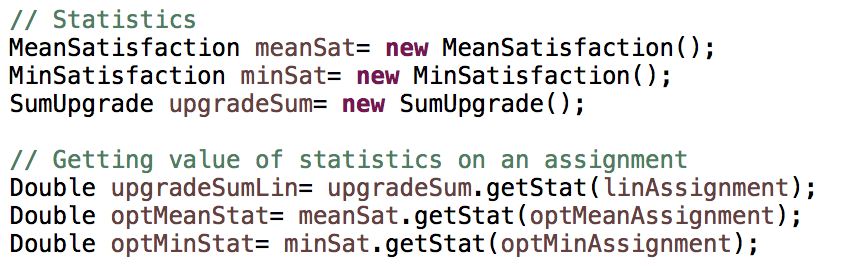 // Statistics
MeanSatisfaction meanSat= new MeanSatisfaction();
MinSatisfaction minSat= new MinSatisfaction();
SumUpgrade upgradeSum= new SumUpgrade();
// Getting value of statistics on an assignment
Double upgradeSumLin= upgradeSum.getStat(linAssignment);
Double optMeanStat= meanSat.getStat(optMeanAssignment);
Double optMinStat= minSat.getStat(optMinAssignment);